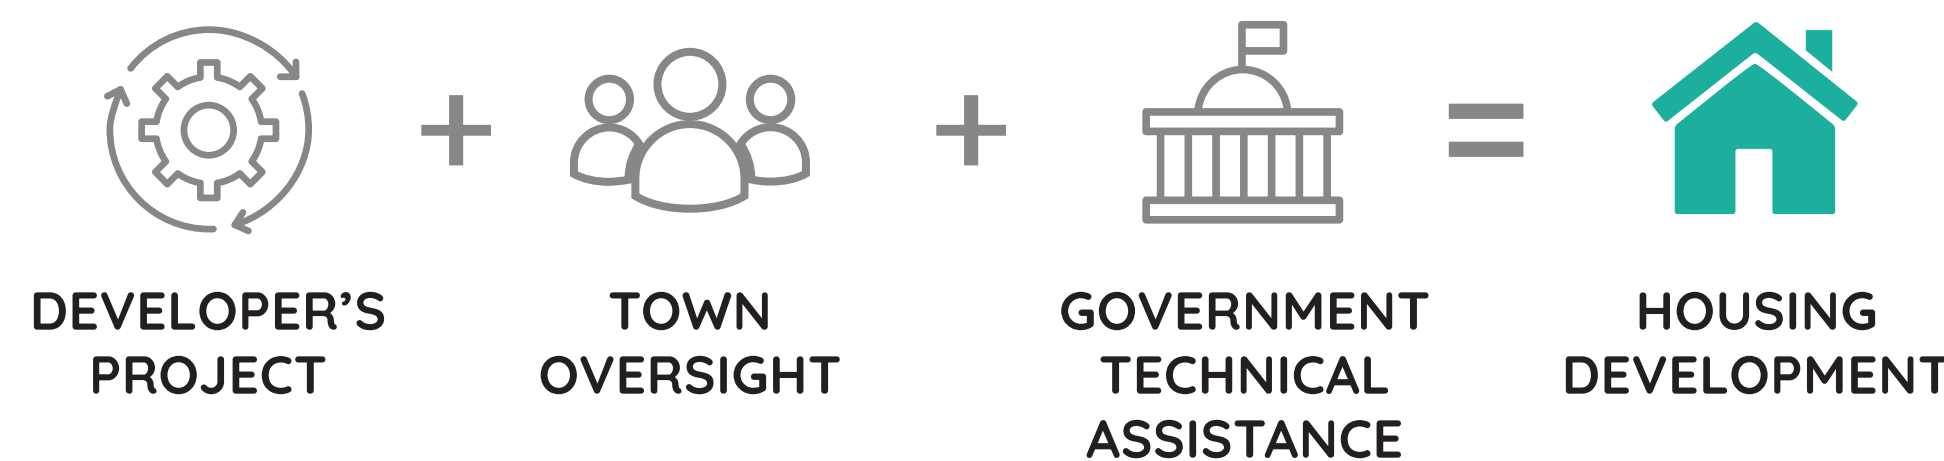 DEVELOPER’S
PROJECT
+
TOWN
OVERSIGHT
+
GOVERNMENT
TECHNICAL
ASSISTANCE
=
HOUSING
DEVELOPMENT